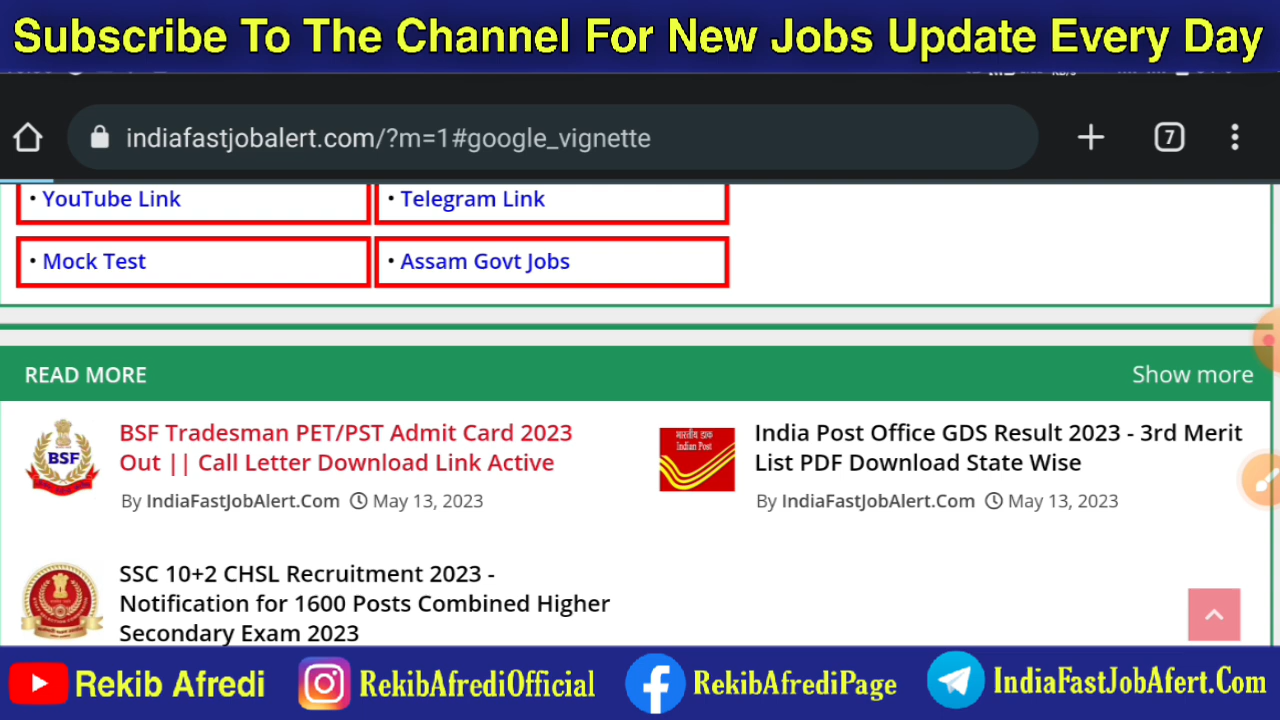 Subscribe To The Channel For New Jobs Update Every Day
indiafastjobalert.com/?m=1#google_vignette
7
• YouTube Link
• Telegram Link
• Mock Test
• Assam Govt Jobs
READ MORE
Show more
BSF
BSF Tradesman PET/PST Admit Card 2023
Out || Call Letter Download Link Active
By IndiaFastJobAlert.Com May 13, 2023
भारतीय डाक
Indian Post
India Post Office GDS Result 2023 - 3rd Merit
List PDF Download State Wise
By IndiaFastJobAlert.Com May 13, 2023
SSC 10+2 CHSL Recruitment 2023 -
Notification for 1600 Posts Combined Higher
Secondary Exam 2023
Rekib Afredi
RekibAfrediOfficial
RekibAfrediPage
IndiaFastJobAfert.Com